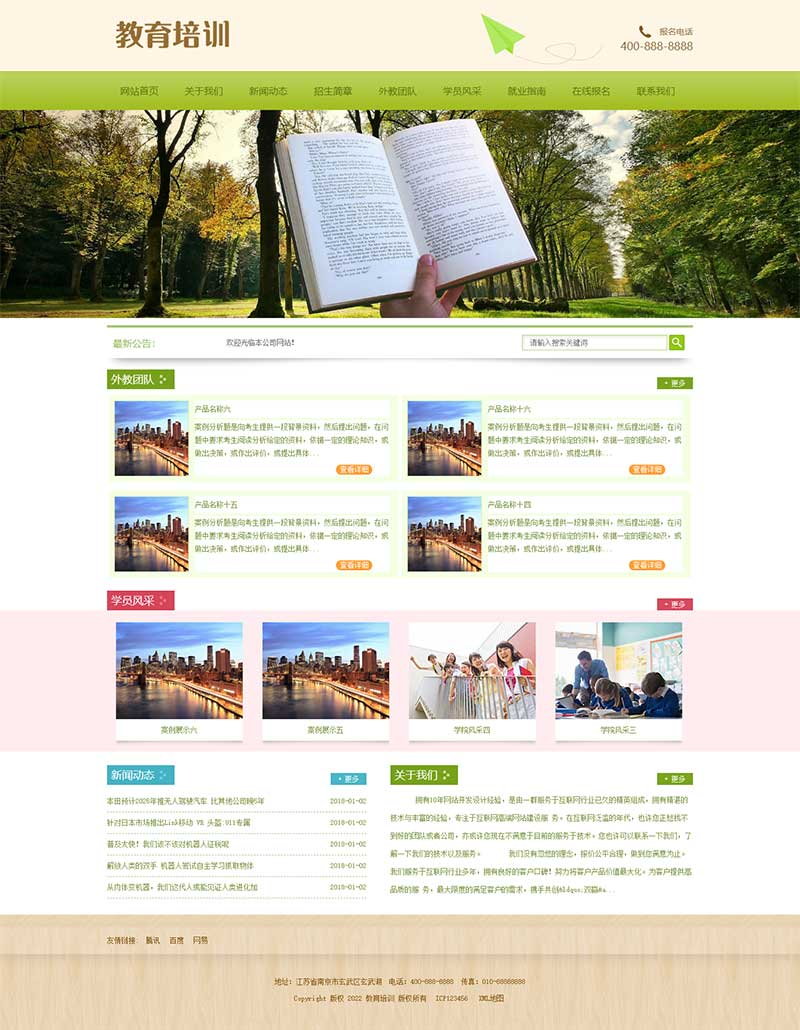 教育培训
报名电话
400-888-8888
网站首页 关于我们 新闻动态 招生简章 外教团队 学员风采 就业指南 在线报名 联系我们
最新公告： 欢迎光临本公司网站！ 请输入搜索关键词
外教团队 + 更多
产品名称六
案例分析题是向考生提供一段背景资料，然后提出问题，在问
题中要求考生阅读分析给定的资料，依据一定的理论知识，或
做出决策，或作出评价，或提出具体...
查看详细
产品名称十六
案例分析题是向考生提供一段背景资料，然后提出问题，在问
题中要求考生阅读分析给定的资料，依据一定的理论知识，或
做出决策，或作出评价，或提出具体...
查看详细
产品名称十五
案例分析题是向考生提供一段背景资料，然后提出问题，在问
题中要求考生阅读分析给定的资料，依据一定的理论知识，或
做出决策，或作出评价，或提出具体...
查看详细
产品名称十四
案例分析题是向考生提供一段背景资料，然后提出问题，在问
题中要求考生阅读分析给定的资料，依据一定的理论知识，或
做出决策，或作出评价，或提出具体...
查看详细
学员风采 + 更多
案例展示六 案例展示五 学院风采四 学院风采三
新闻动态 + 更多
本田预计2025年推无人驾驶汽车 比其他公司晚5年 2018-01-02
针对日本市场推出Link移动 VR 头盔:911专属 2018-01-02
普及太快！我们该不该对机器人征税呢 2018-01-02
解放人类的双手 机器人尝试自主学习抓取物体 2018-01-02
从肉体变机器，我们这代人或能见证人类进化加 2018-01-02
关于我们 + 更多
拥有10年网站开发设计经验，是由一群服务于互联网行业已久的精英组成，拥有精湛的
技术与丰富的经验，专注于互联网高端网站建设服 务。在互联网泛滥的年代，也许您正愁找不
到好的团队或者公司，亦或许您现在不满意于目前的服务于技术。您也许可以联系一下我们，了
解一下我们的技术以及服务。 我们没有忽悠的理念，报价公平合理，做到您满意为止。
我们服务于互联网行业多年，拥有良好的客户口碑！努力将客户产品价值最大化。为客户提供高
品质的服 务，最大限度的满足客户的需求，携手共创&ldquo;双赢&a...
友情链接: 腾讯 百度 网易
地址：江苏省南京市玄武区玄武湖 电话：400-888-8888 传真：010-88888888
Copyright 版权 2022 教育培训 版权所有 ICP123456 XML地图